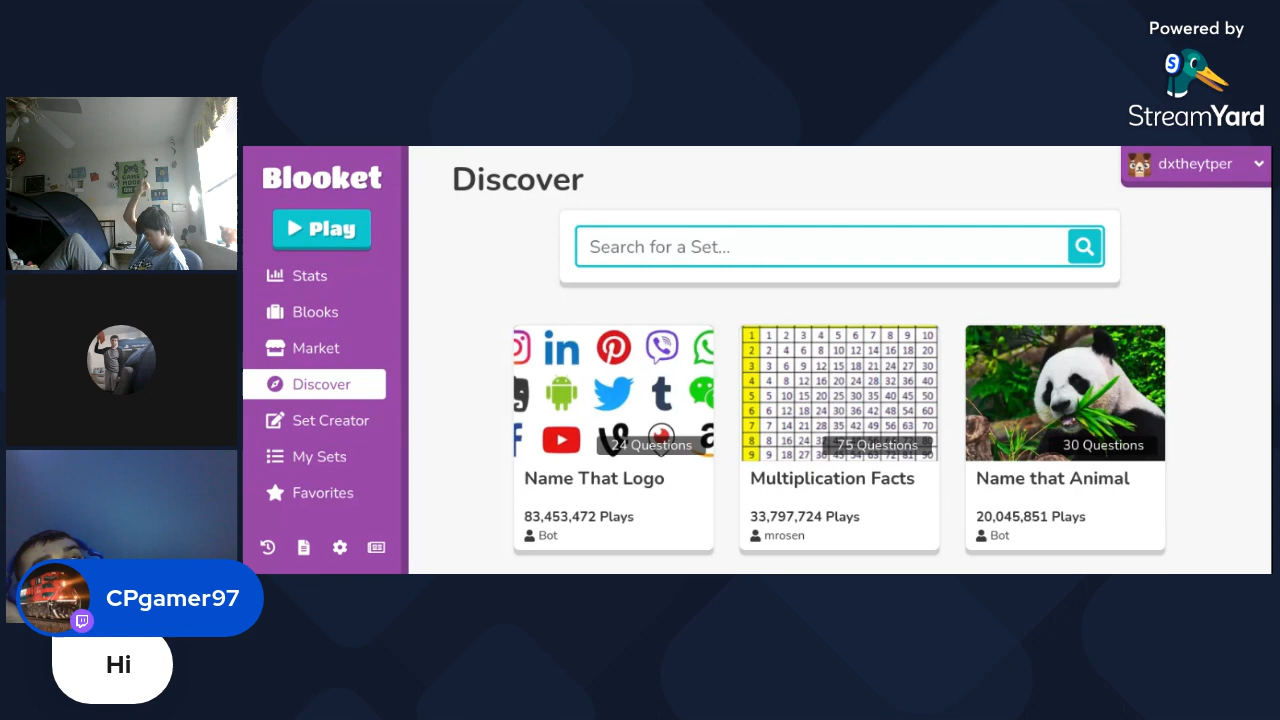 Powered by
StreamYard
Blooket
Play
Stats
Blooks
Market
Discover
Set Creator
My Sets
Favorites
Discover
dxtheytper
Search for a Set...
24 Questions
Name That Logo
83,453,472 Plays
Bot
75 Questions
Multiplication Facts
33,797,724 Plays
mrosen
30 Questions
Name that Animal
20,045,851 Plays
Bot
CPgamer97
Hi